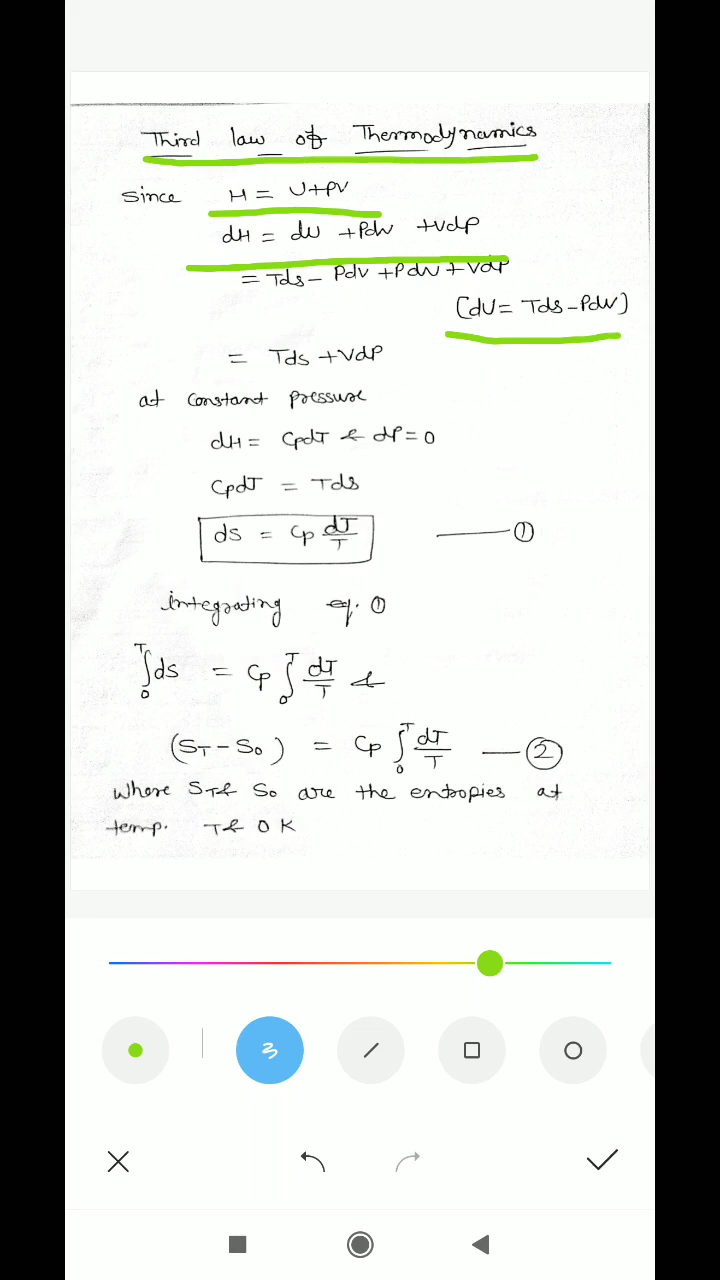 Third law of Thermodynamics
since H = U+PV
dH = dU + PdV + VdP
= Tds - PdV + PdV + VdP
(dU = Tds - PdV)
= Tds + VdP
at constant pressure
dH = CpdT & dP = 0
CpdT = Tds
ds = Cp dT/T —— ①
integrating eq. ①
∫₀ᵀ ds = Cp ∫₀ᵀ dT/T &
(S_T - S₀) = Cp ∫₀ᵀ dT/T —— ②
where S_T & S₀ are the entropies at
temp. T & 0 K